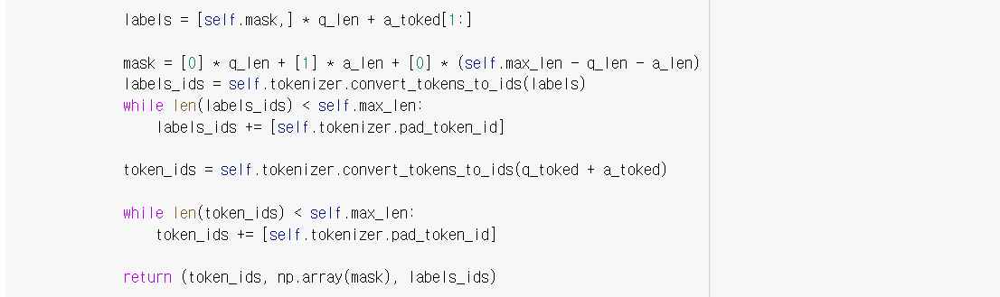 labels = [self.mask,] * q_len + a_toked[1:]
mask = [0] * q_len + [1] * a_len + [0] * (self.max_len - q_len - a_len)
labels_ids = self.tokenizer.convert_tokens_to_ids(labels)
while len(labels_ids) < self.max_len:
    labels_ids += [self.tokenizer.pad_token_id]
token_ids = self.tokenizer.convert_tokens_to_ids(q_toked + a_toked)
while len(token_ids) < self.max_len:
    token_ids += [self.tokenizer.pad_token_id]
return (token_ids, np.array(mask), labels_ids)